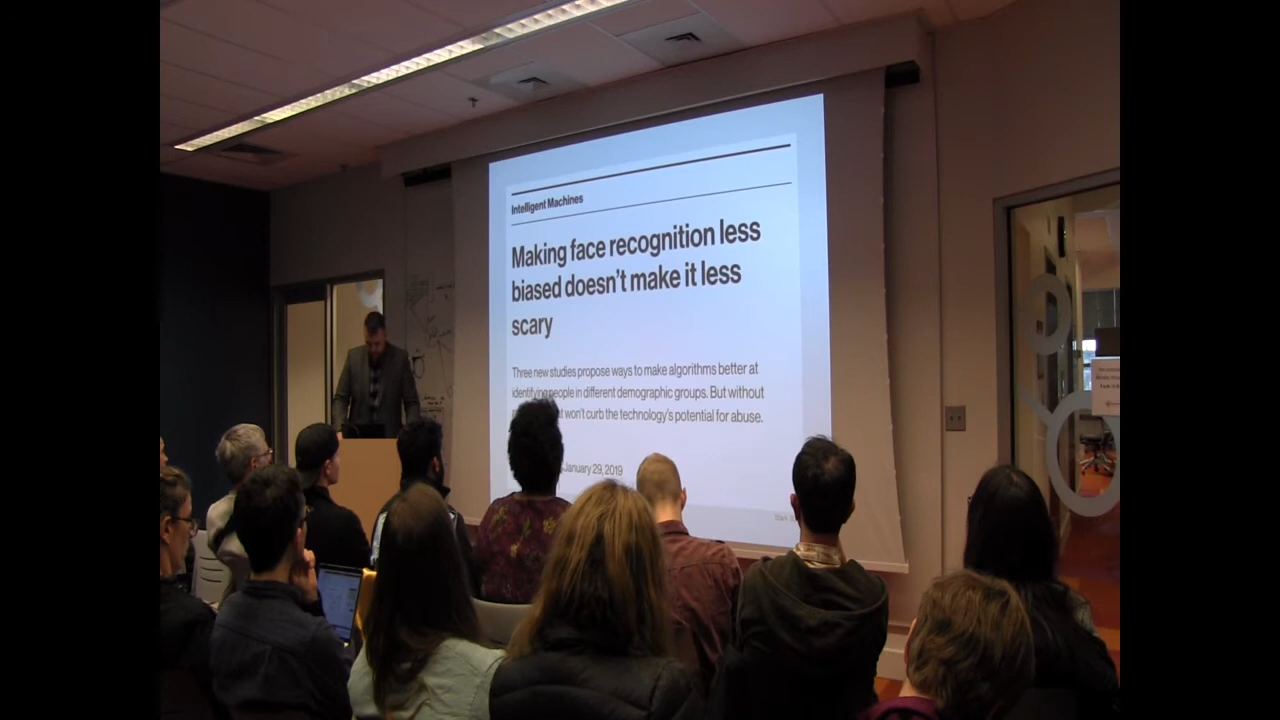 Intelligent Machines
Making face recognition less
biased doesn't make it less
scary
Three new studies propose ways to make algorithms better at
identifying people in different demographic groups. But without
won't curb the technology's potential for abuse.
January 29, 2019